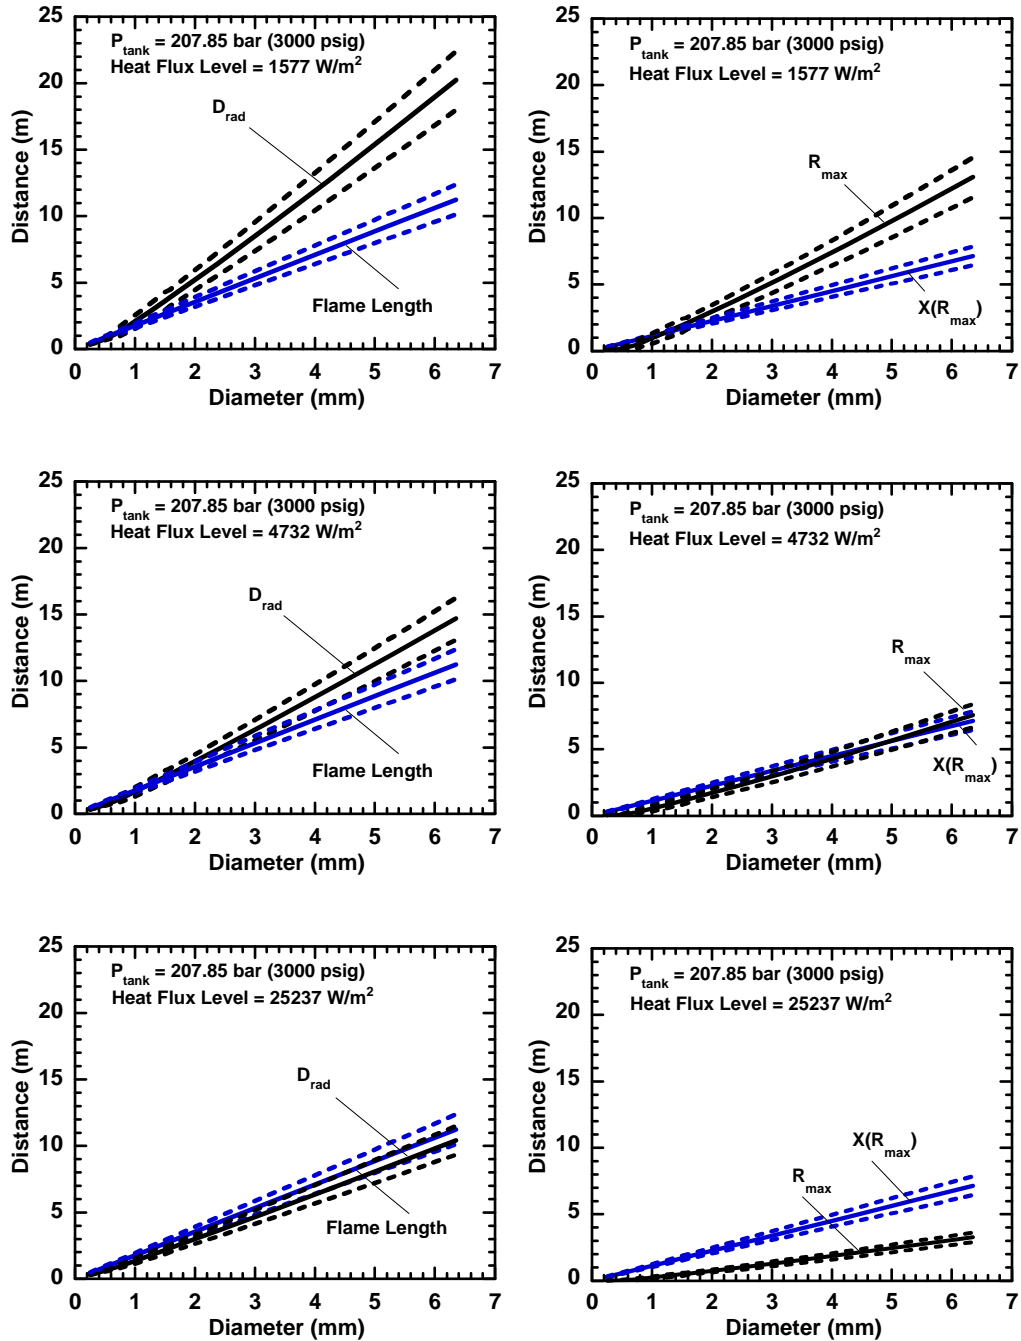 P_tank = 207.85 bar (3000 psig)
Heat Flux Level = 1577 W/m²
D_rad
Flame Length
Distance (m)
25
20
15
10
5
0
0 1 2 3 4 5 6 7
Diameter (mm)
P_tank = 207.85 bar (3000 psig)
Heat Flux Level = 1577 W/m²
R_max
X(R_max)
Distance (m)
25
20
15
10
5
0
0 1 2 3 4 5 6 7
Diameter (mm)
P_tank = 207.85 bar (3000 psig)
Heat Flux Level = 4732 W/m²
D_rad
Flame Length
Distance (m)
25
20
15
10
5
0
0 1 2 3 4 5 6 7
Diameter (mm)
P_tank = 207.85 bar (3000 psig)
Heat Flux Level = 4732 W/m²
R_max
X(R_max)
Distance (m)
25
20
15
10
5
0
0 1 2 3 4 5 6 7
Diameter (mm)
P_tank = 207.85 bar (3000 psig)
Heat Flux Level = 25237 W/m²
D_rad
Flame Length
Distance (m)
25
20
15
10
5
0
0 1 2 3 4 5 6 7
Diameter (mm)
P_tank = 207.85 bar (3000 psig)
Heat Flux Level = 25237 W/m²
X(R_max)
R_max
Distance (m)
25
20
15
10
5
0
0 1 2 3 4 5 6 7
Diameter (mm)